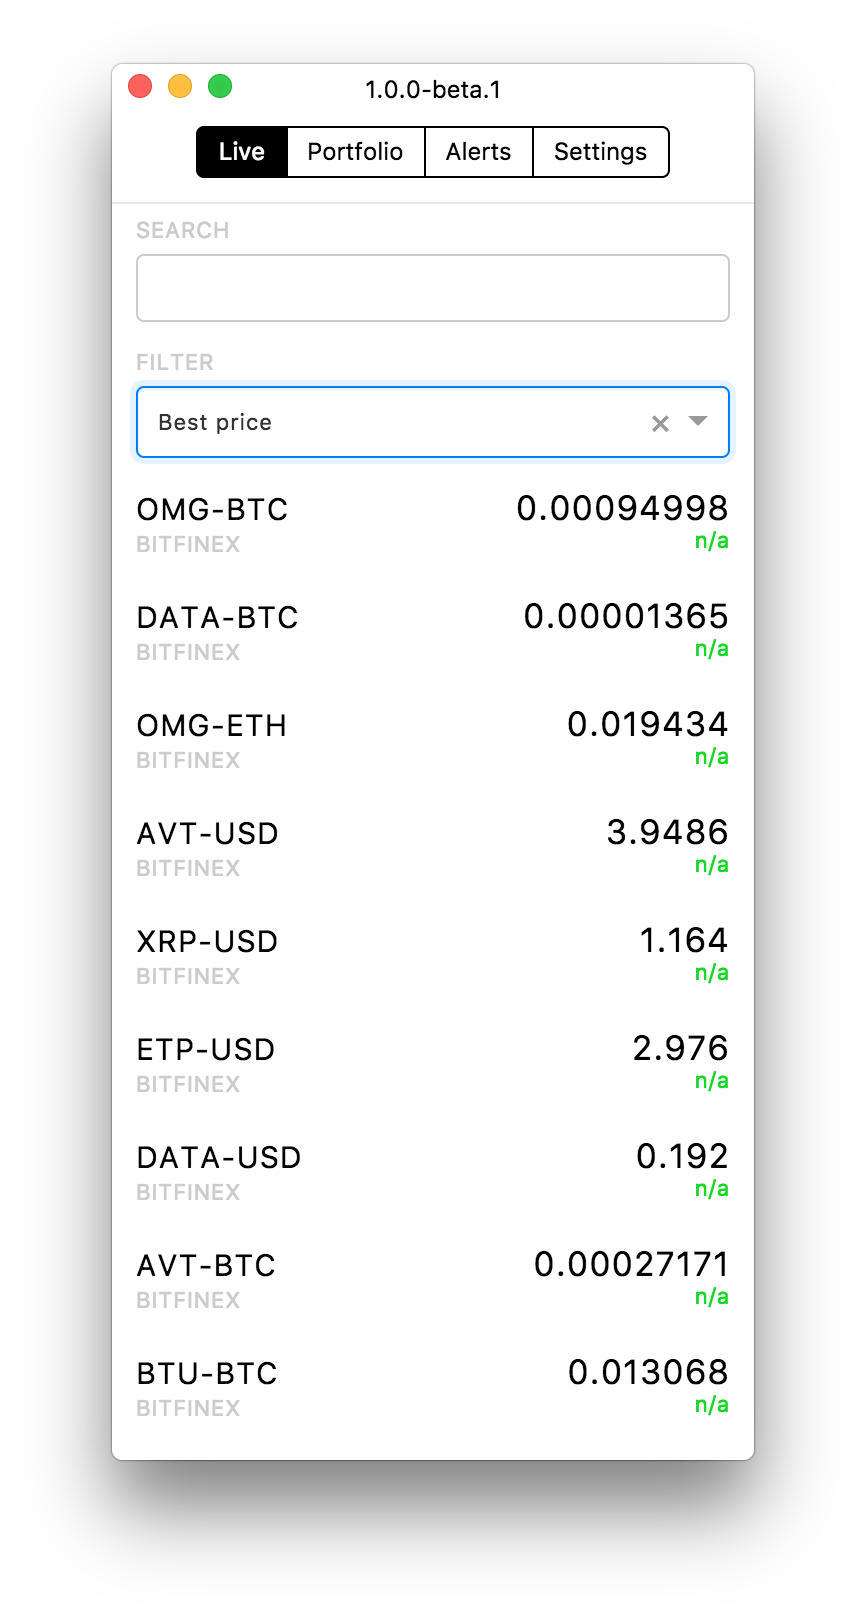 1.0.0-beta.1
Live Portfolio Alerts Settings
SEARCH
FILTER
Best price
OMG-BTC 0.00094998
BITFINEX n/a
DATA-BTC 0.00001365
BITFINEX n/a
OMG-ETH 0.019434
BITFINEX n/a
AVT-USD 3.9486
BITFINEX n/a
XRP-USD 1.164
BITFINEX n/a
ETP-USD 2.976
BITFINEX n/a
DATA-USD 0.192
BITFINEX n/a
AVT-BTC 0.00027171
BITFINEX n/a
BTU-BTC 0.013068
BITFINEX n/a